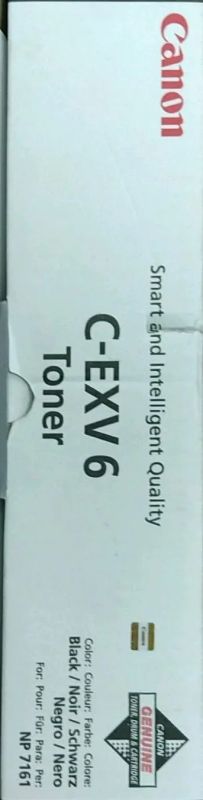 Canon
Smart and Intelligent Quality
C-EXV 6
Toner
CANON
GENUINE
TONER, DRUM & CARTRIDGE
Color: Couleur: Farbe: Colore:
Black / Noir / Schwarz
Negro / Nero
For: Pour: Für: Para: Per:
NP 7161